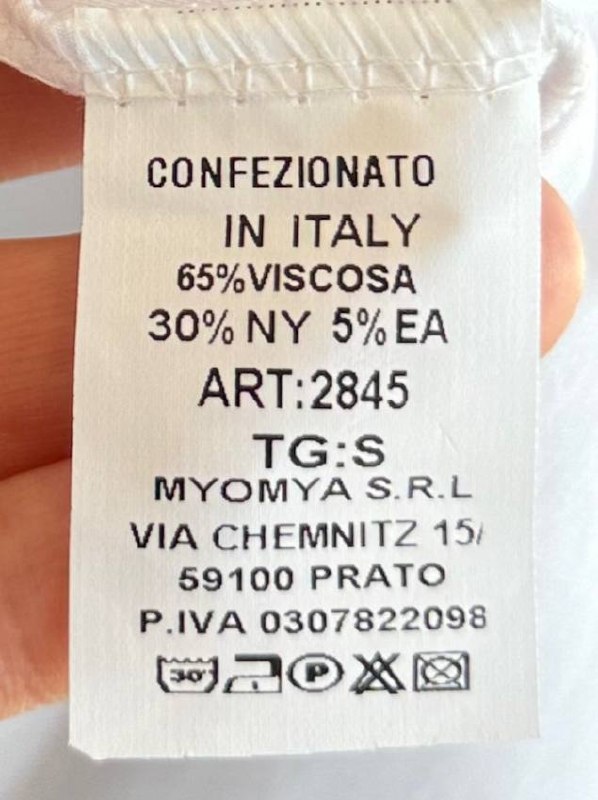 CONFEZIONATO
IN ITALY
65%VISCOSA
30% NY 5% EA
ART:2845
TG:S
MYOMYA S.R.L
VIA CHEMNITZ 15/
59100 PRATO
P.IVA 0307822098
30°
P